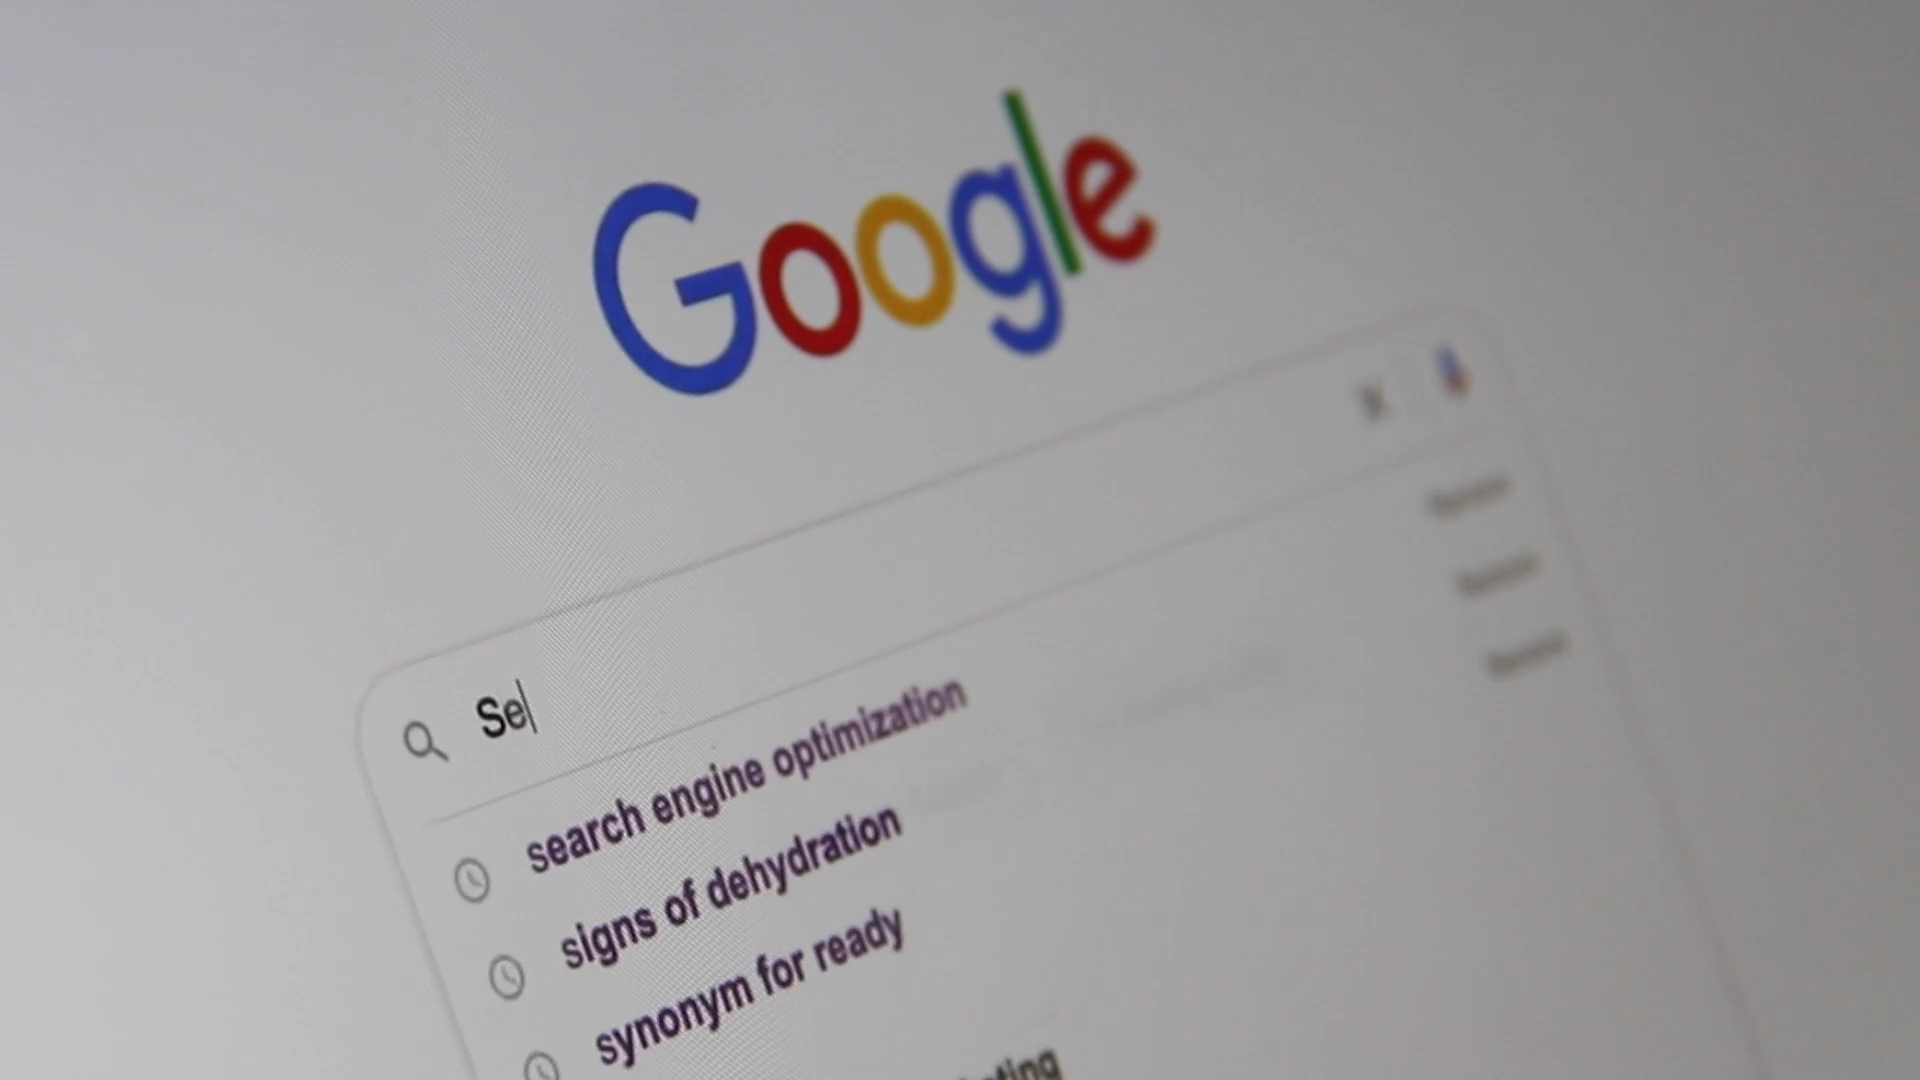 Google
Se
search engine optimization
signs of dehydration
synonym for ready